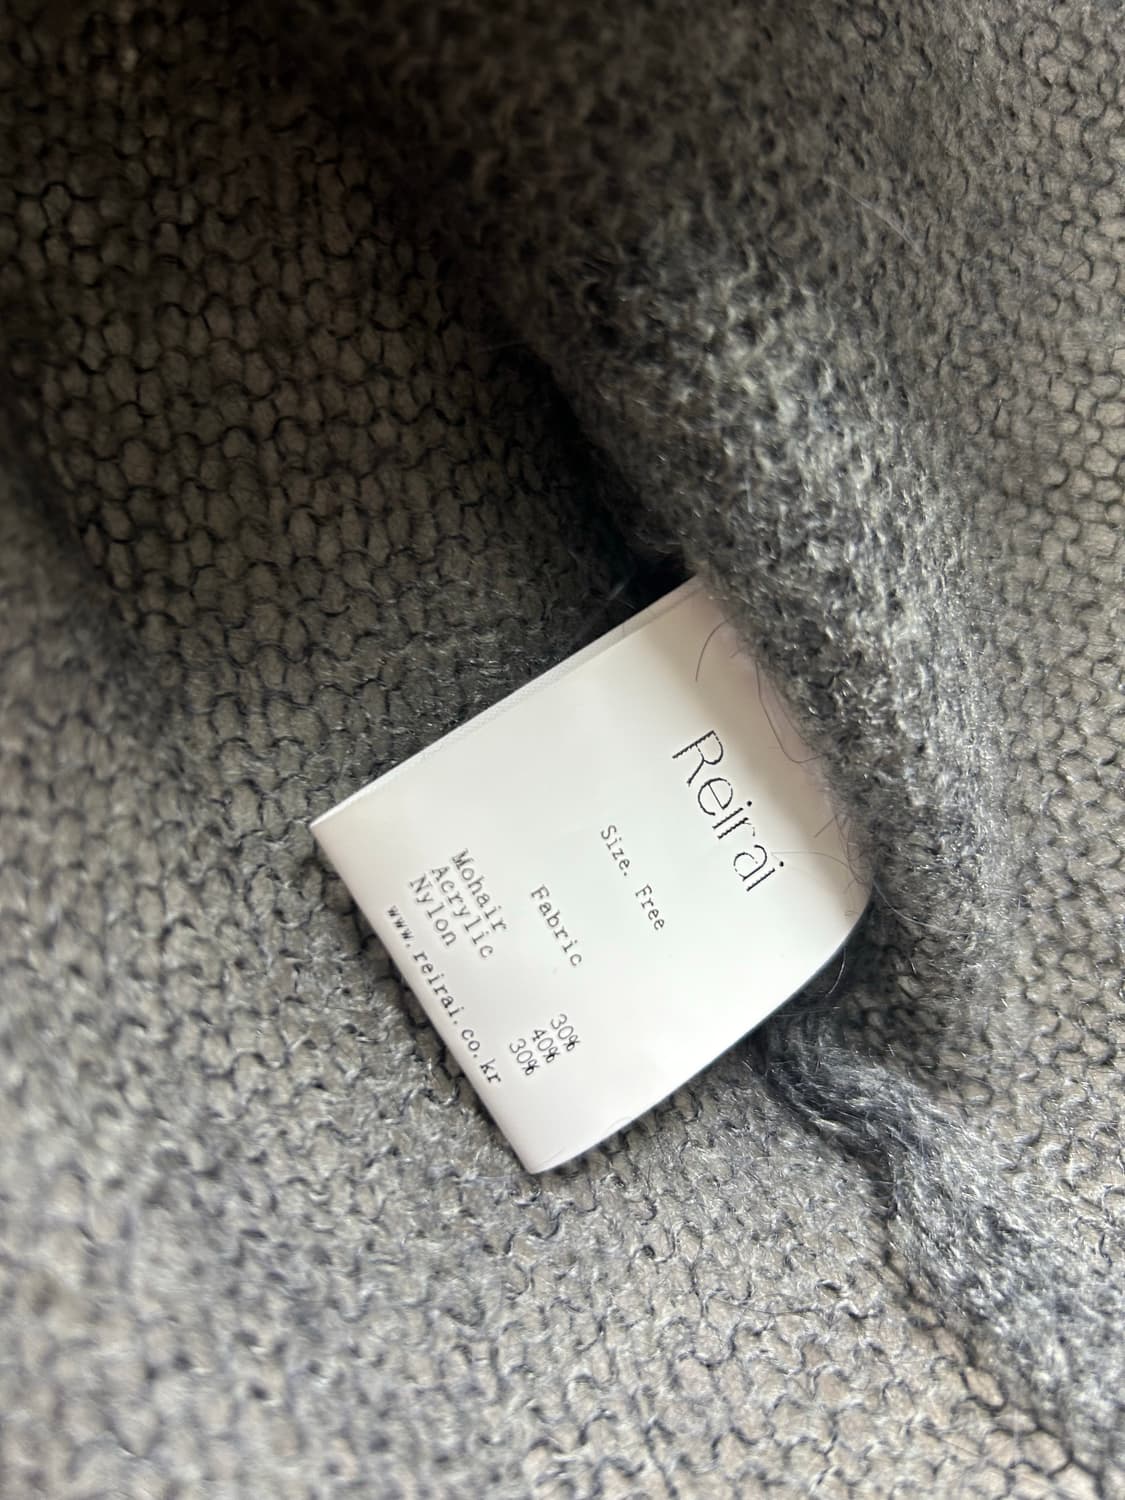 Reirai
Size. Free
Fabric
Mohair 30%
Acrylic 40%
Nylon 30%
www.reirai.co.kr